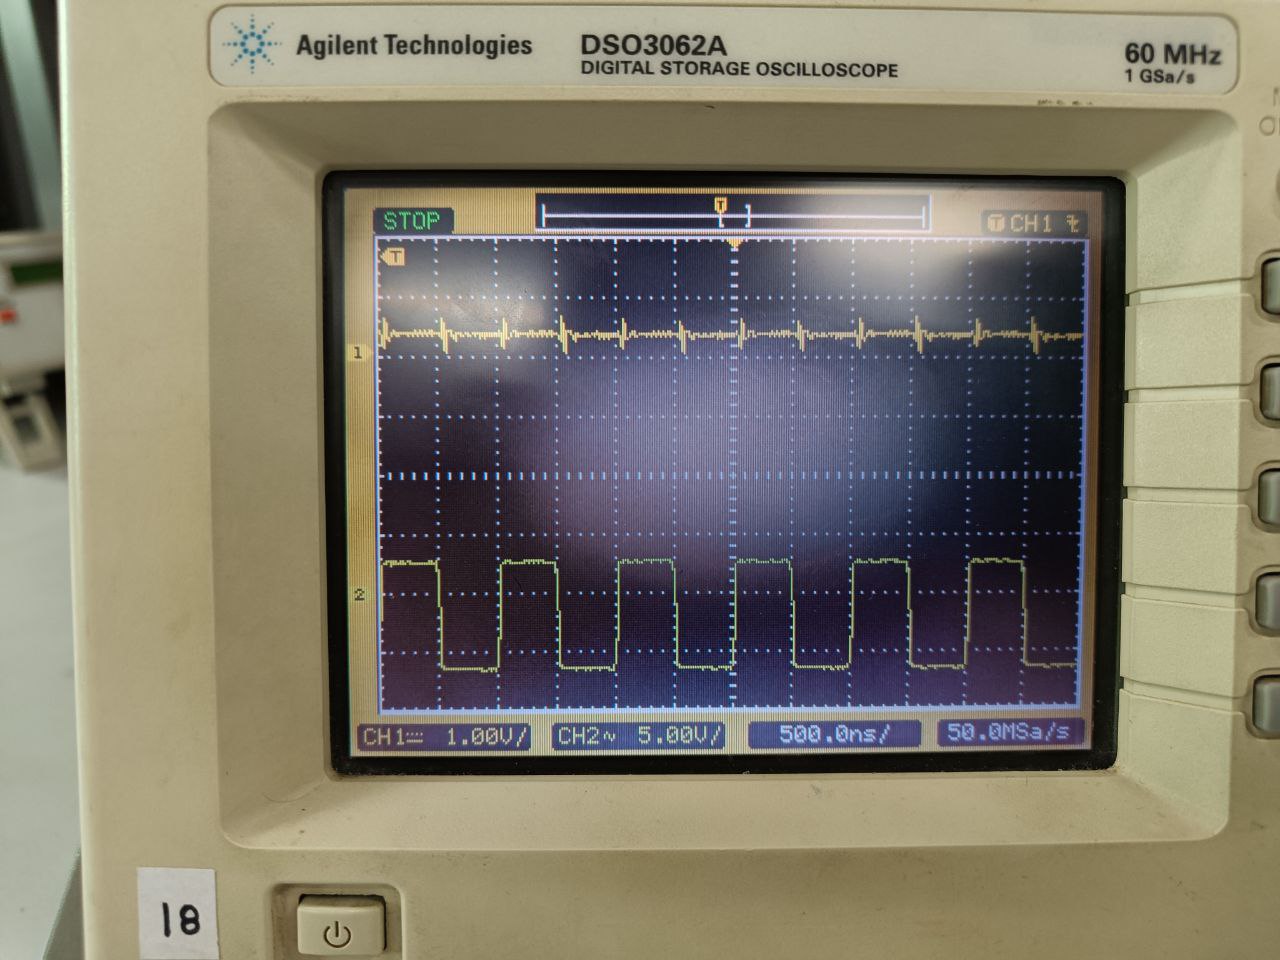 Agilent Technologies
DSO3062A
DIGITAL STORAGE OSCILLOSCOPE
60 MHz
1 GSa/s
STOP
T
T CH1
T
1
2
CH1 1.00V/
CH2~ 5.00V/
500.0ns/
50.0MSa/s
18